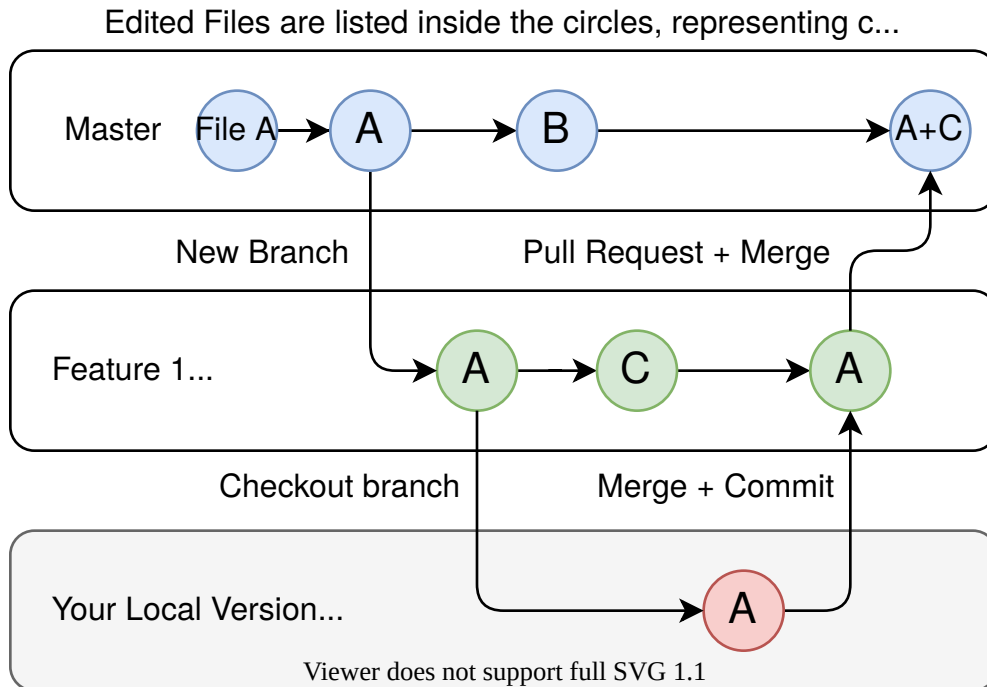 Edited Files are listed inside the circles, representing c...
Master
File A
A
B
A+C
New Branch
Pull Request + Merge
Feature 1...
A
C
A
Checkout branch
Merge + Commit
Your Local Version...
A
Viewer does not support full SVG 1.1